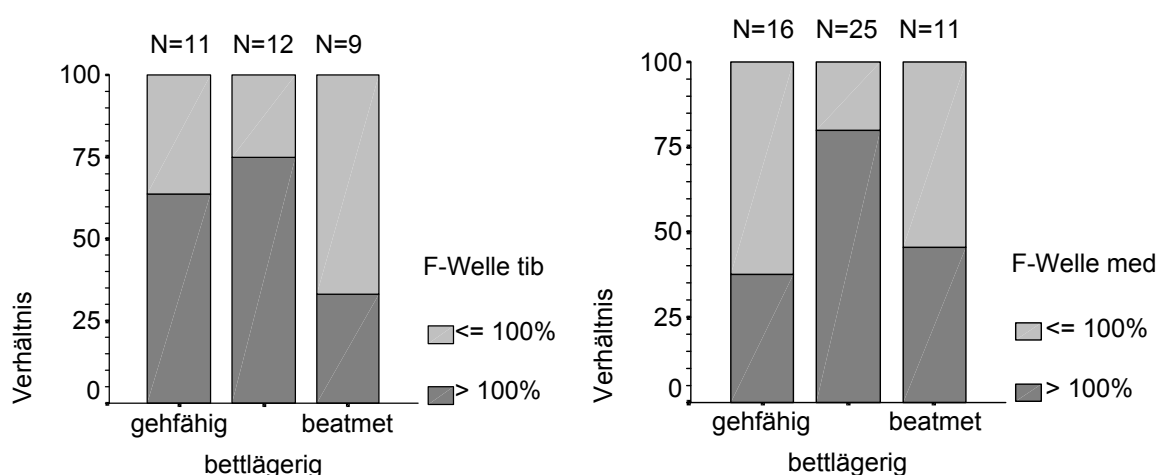 N=11 N=12 N=9
100
75
50
25
0
Verhältnis
gehfähig beatmet
bettlägerig
F-Welle tib
<= 100%
> 100%
N=16 N=25 N=11
100
75
50
25
0
Verhältnis
gehfähig beatmet
bettlägerig
F-Welle med
<= 100%
> 100%